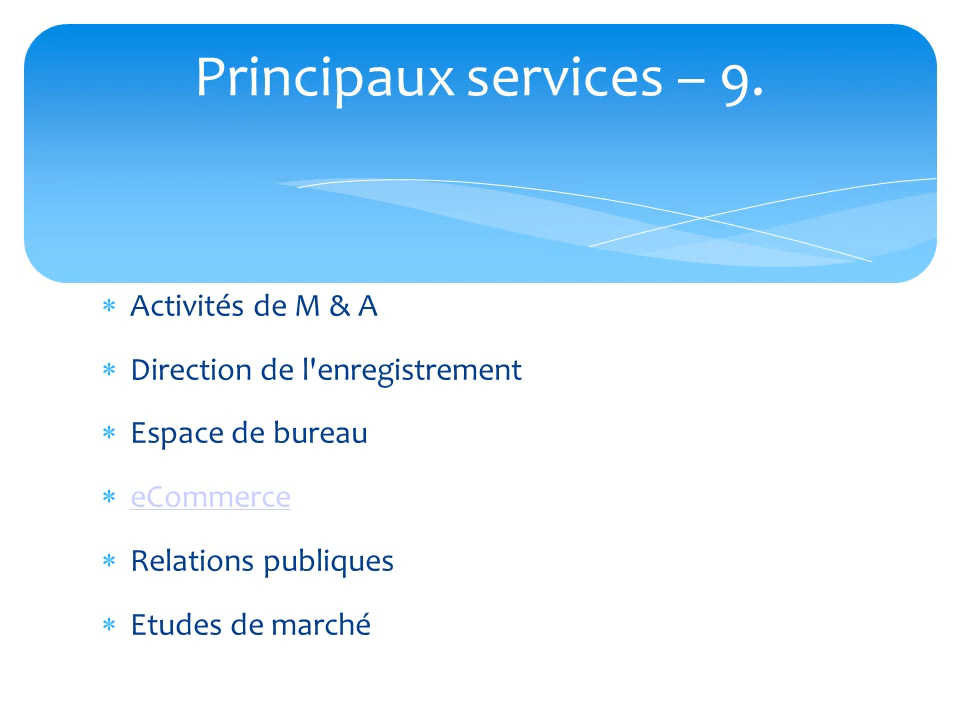 Principaux services – 9.
* Activités de M & A
* Direction de l'enregistrement
* Espace de bureau
* eCommerce
* Relations publiques
* Etudes de marché